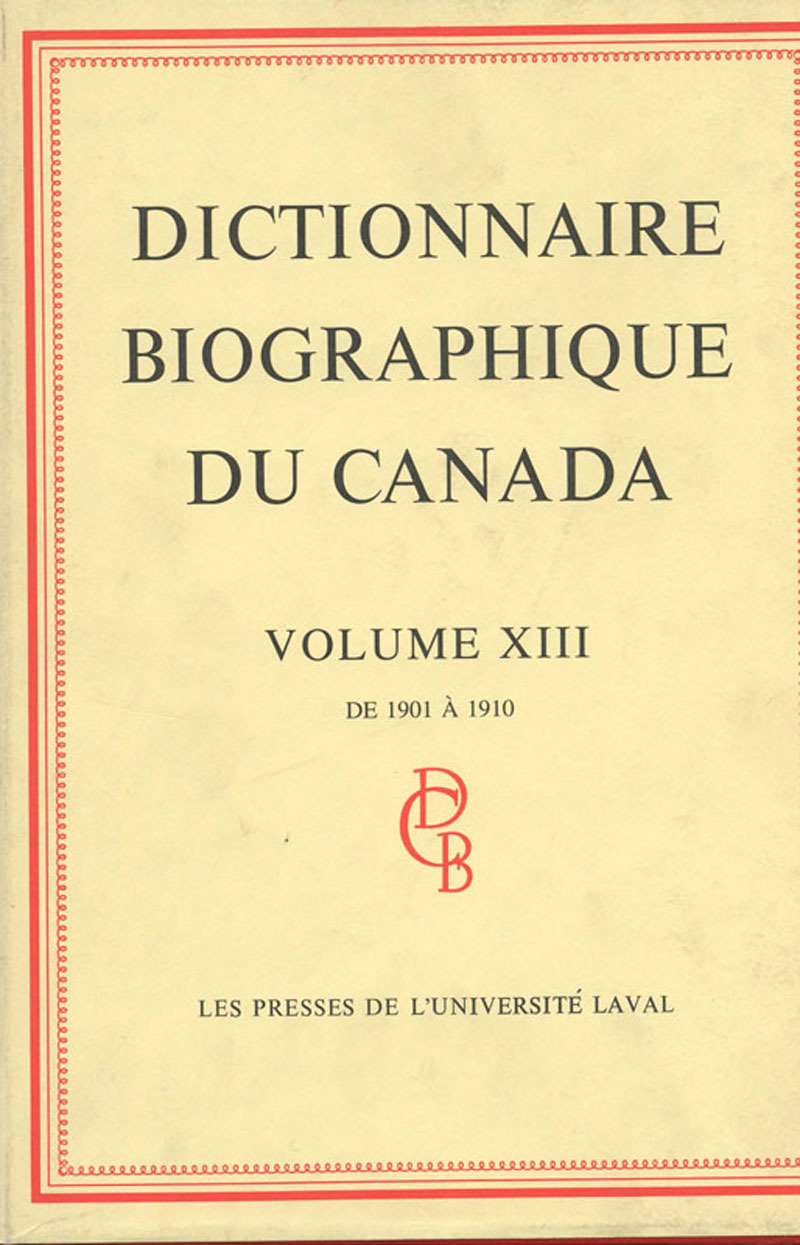 DICTIONNAIRE
BIOGRAPHIQUE
DU CANADA
VOLUME XIII
DE 1901 À 1910
DCB
LES PRESSES DE L'UNIVERSITÉ LAVAL